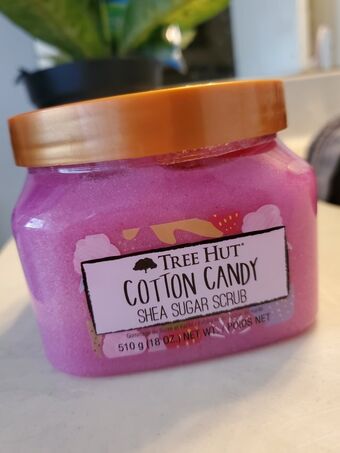 TREE HUT
COTTON CANDY
SHEA SUGAR SCRUB
510 g (18 OZ.) NET WT. / POIDS NET